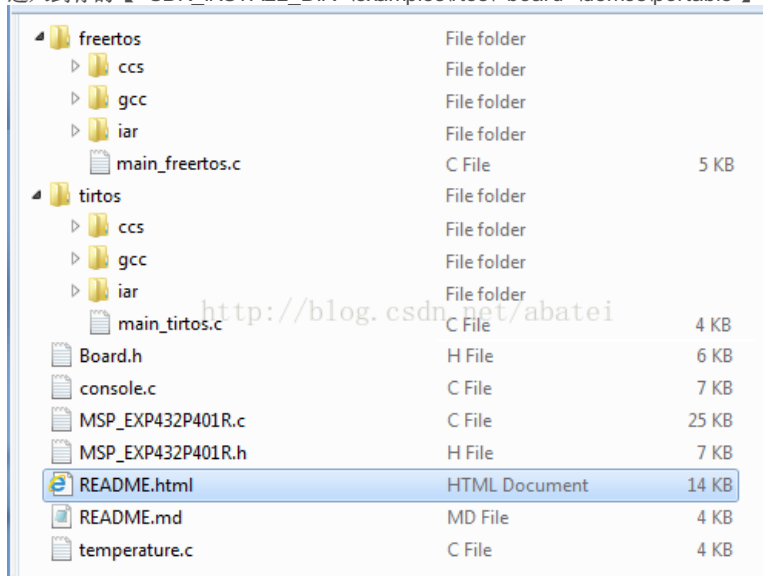 freertos File folder
ccs File folder
gcc File folder
iar File folder
main_freertos.c C File 5 KB
tirtos File folder
ccs File folder
gcc File folder
iar File folder
http://blog.csdn.net/abatei
main_tirtos.c C File 4 KB
Board.h H File 6 KB
console.c C File 7 KB
MSP_EXP432P401R.c C File 25 KB
MSP_EXP432P401R.h H File 7 KB
README.html HTML Document 14 KB
README.md MD File 4 KB
temperature.c C File 4 KB